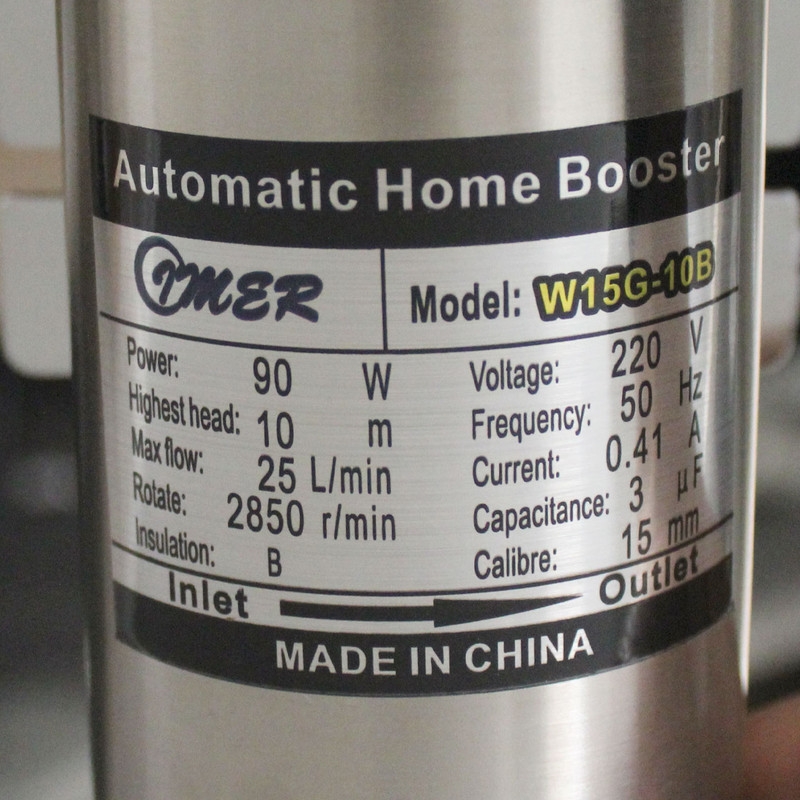 Automatic Home Booster
IMER
Model: W15G-10B
Power: 90 W
Highest head: 10 m
Max flow: 25 L/min
Rotate: 2850 r/min
Insulation: B
Voltage: 220 V
Frequency: 50 Hz
Current: 0.41 A
Capacitance: 3 μF
Calibre: 15 mm
Inlet Outlet
MADE IN CHINA